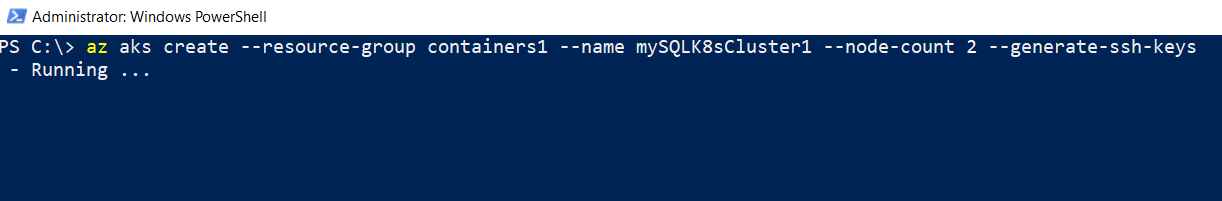 Administrator: Windows PowerShell
PS C:\> az aks create --resource-group containers1 --name mySQLK8sCluster1 --node-count 2 --generate-ssh-keys
 - Running ...